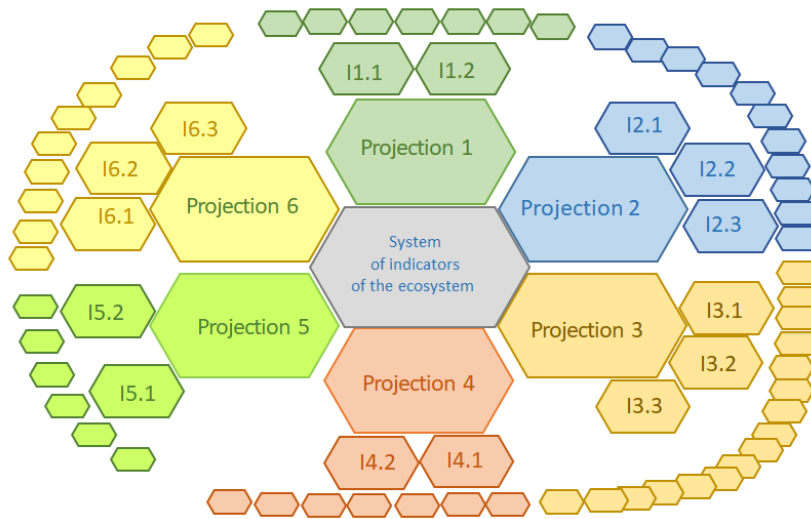 I1.1
I1.2
Projection 1
I2.1
I2.2
I2.3
Projection 2
I6.3
I6.2
I6.1
Projection 6
System
of indicators
of the ecosystem
I5.2
I5.1
Projection 5
I3.1
I3.2
I3.3
Projection 3
Projection 4
I4.2
I4.1